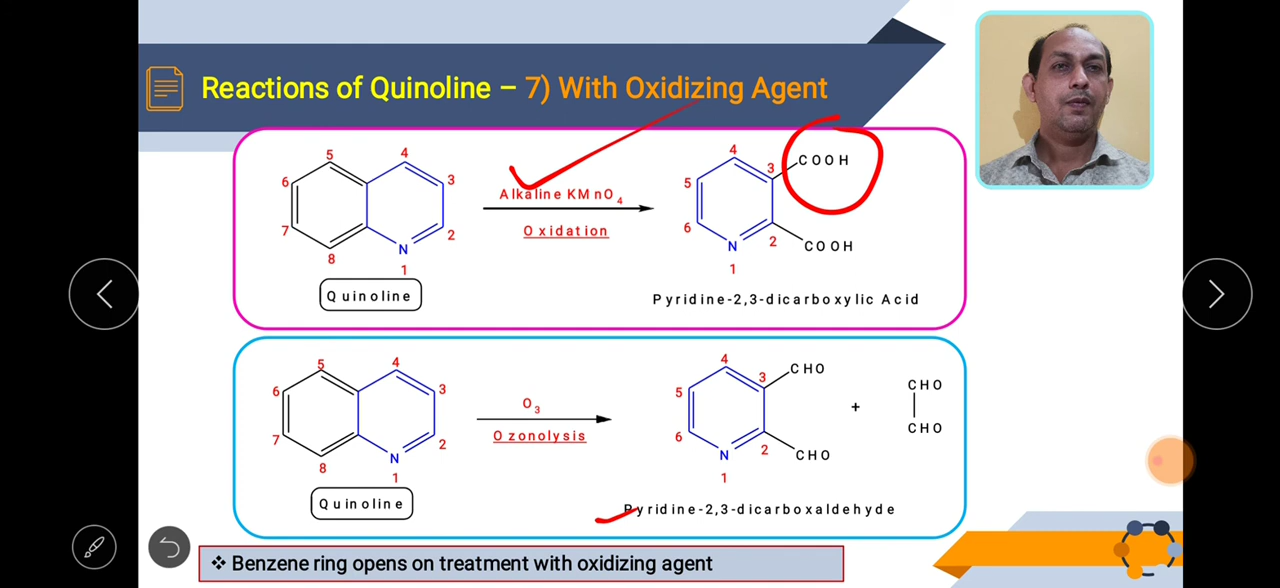 Reactions of Quinoline – 7) With Oxidizing Agent
5 4
6 3
7 2
8 N
1
Quinoline
Alkaline KMnO4
Oxidation
4
5 3 COOH
6 2 COOH
N
1
Pyridine-2,3-dicarboxylic Acid
5 4
6 3
7 2
8 N
1
Quinoline
O3
Ozonolysis
4
5 3 CHO
6 2 CHO
N
1
Pyridine-2,3-dicarboxaldehyde
+
CHO
CHO
❖ Benzene ring opens on treatment with oxidizing agent